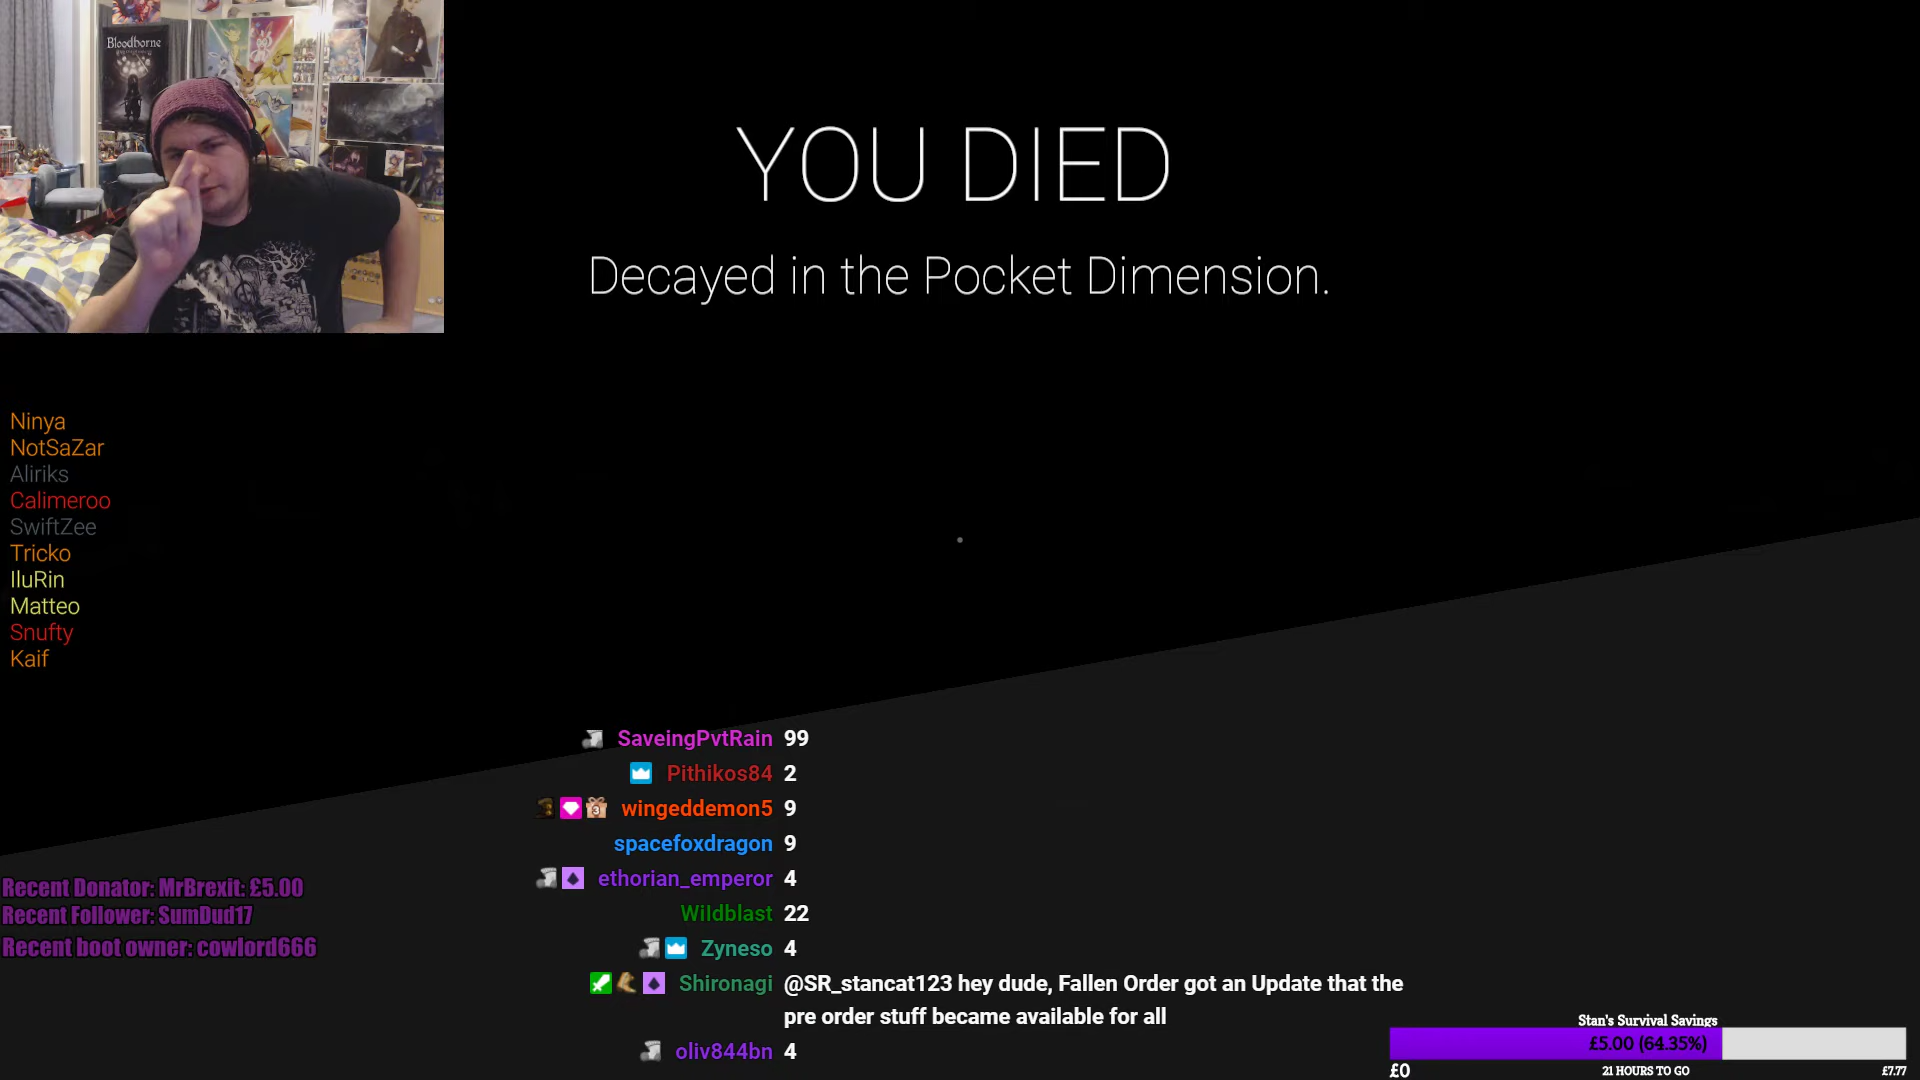 Bloodborne
YOU DIED
Decayed in the Pocket Dimension.
Ninya
NotSaZar
Aliriks
Calimeroo
SwiftZee
Tricko
IluRin
Matteo
Snufty
Kaif
SaveingPvtRain 99
Pithikos84 2
wingeddemon5 9
spacefoxdragon 9
ethorian_emperor 4
Wildblast 22
Zyneso 4
Shironagi @SR_stancat123 hey dude, Fallen Order got an Update that the
pre order stuff became available for all
oliv844bn 4
Recent Donator: MrBrexit: £5.00
Recent Follower: SumDud17
Recent boot owner: cowlord666
Stan's Survival Savings
£5.00 (64.35%)
£0 21 HOURS TO GO £7.77